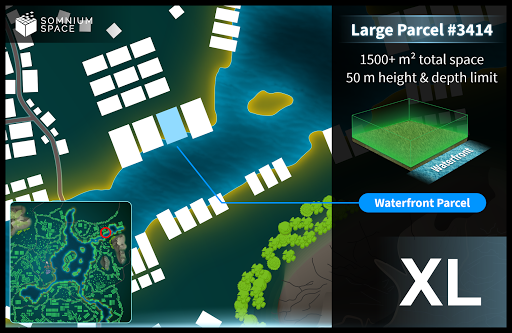 SOMNIUM
SPACE
Large Parcel #3414
1500+ m² total space
50 m height & depth limit
Waterfront
Waterfront Parcel
XL